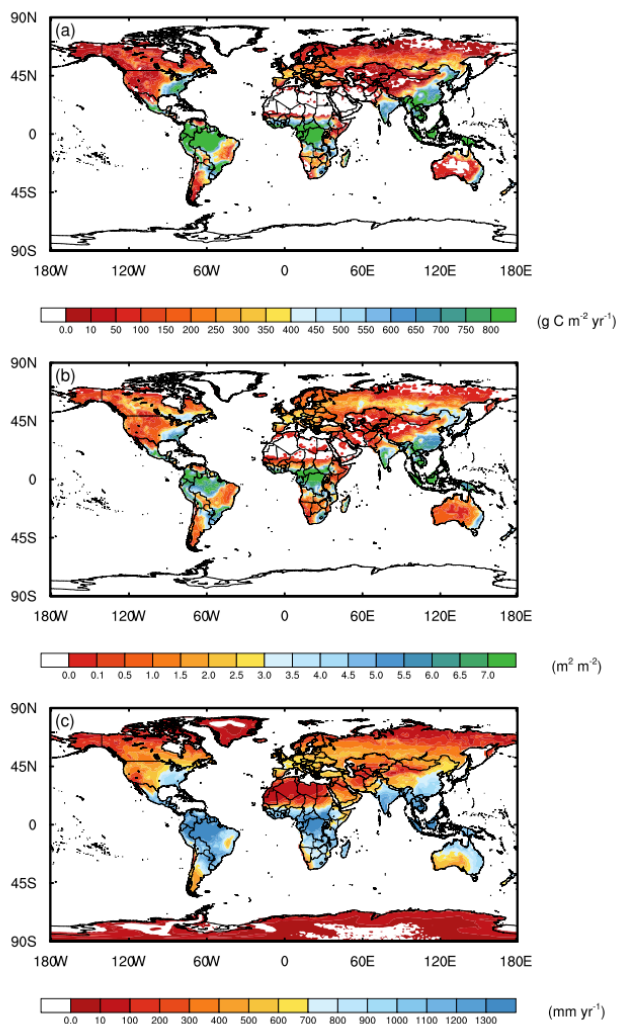 (a)
90N
45N
0
45S
90S
180W 120W 60W 0 60E 120E 180E
0.0 10 50 100 150 200 250 300 350 400 450 500 550 600 650 700 750 800
(g C m⁻² yr⁻¹)
(b)
90N
45N
0
45S
90S
180W 120W 60W 0 60E 120E 180E
0.0 0.1 0.5 1.0 1.5 2.0 2.5 3.0 3.5 4.0 4.5 5.0 5.5 6.0 6.5 7.0
(m² m⁻²)
(c)
90N
45N
0
45S
90S
180W 120W 60W 0 60E 120E 180E
0.0 100 200 300 400 500 600 700 800 900 1000 1100 1200 1300
(mm yr⁻¹)